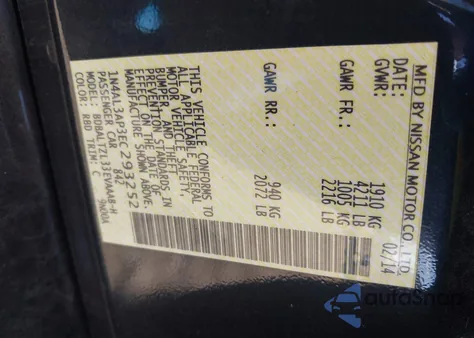 MFD BY NISSAN MOTOR CO., LTD.
DATE: 02/14
GVWR: 1910 KG
4211 LB
GAWR FR.: 1005 KG
2216 LB
GAWR RR.: 940 KG
2072 LB
THIS VEHICLE CONFORMS TO
ALL APPLICABLE FEDERAL
MOTOR VEHICLE SAFETY,
BUMPER, AND THEFT
PREVENTION STANDARDS IN
EFFECT ON THE DATE OF
MANUFACTURE SHOWN ABOVE.
1N4AL3AP3EC293252
PASSENGER CAR 842
MODEL: BDBALTZL33EVAAAB-H
COLOR: RBD TRIM: C
autoSnap